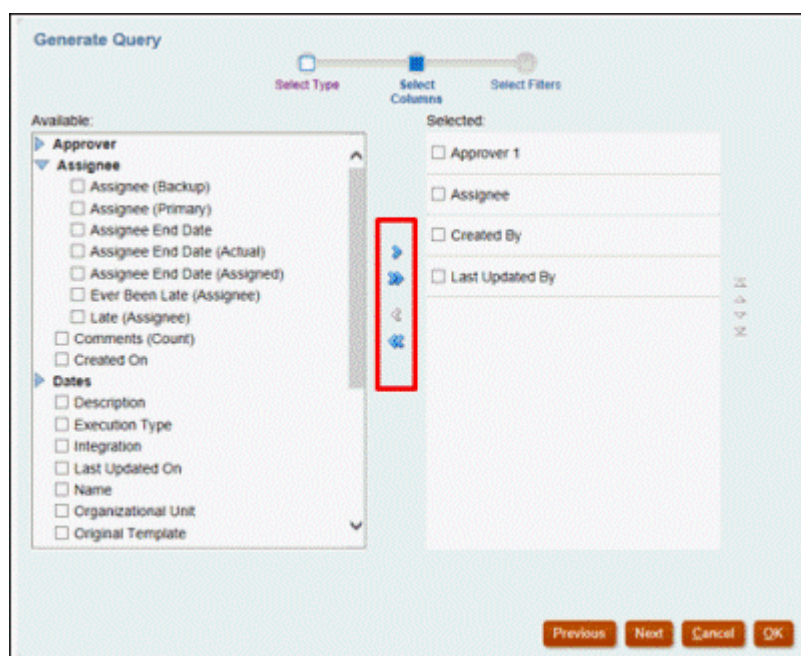 Generate Query
Select Type
Select Columns
Select Filters
Available:
Approver
Assignee
Assignee (Backup)
Assignee (Primary)
Assignee End Date
Assignee End Date (Actual)
Assignee End Date (Assigned)
Ever Been Late (Assignee)
Late (Assignee)
Comments (Count)
Created On
Dates
Description
Execution Type
Integration
Last Updated On
Name
Organizational Unit
Original Template
Selected:
Approver 1
Assignee
Created By
Last Updated By
Previous
Next
Cancel
OK